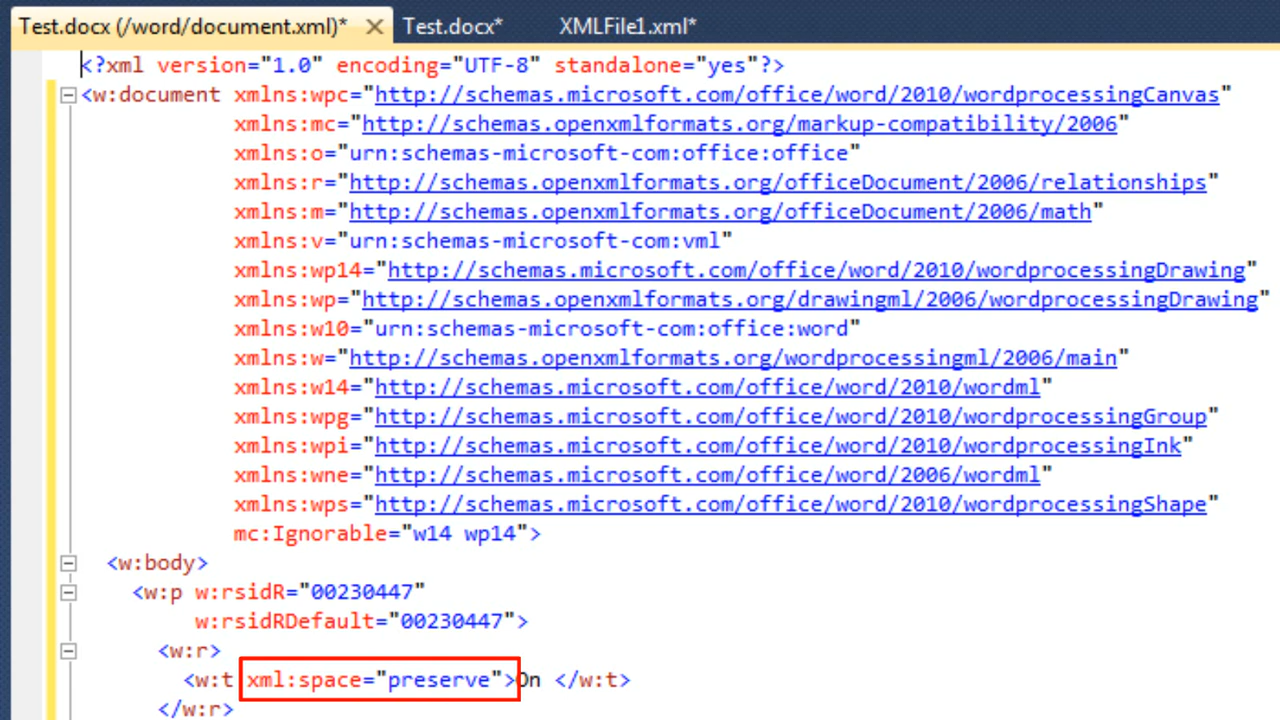 Test.docx (/word/document.xml)* Test.docx* XMLFile1.xml*
<?xml version="1.0" encoding="UTF-8" standalone="yes"?>
<w:document xmlns:wpc="http://schemas.microsoft.com/office/word/2010/wordprocessingCanvas"
xmlns:mc="http://schemas.openxmlformats.org/markup-compatibility/2006"
xmlns:o="urn:schemas-microsoft-com:office:office"
xmlns:r="http://schemas.openxmlformats.org/officeDocument/2006/relationships"
xmlns:m="http://schemas.openxmlformats.org/officeDocument/2006/math"
xmlns:v="urn:schemas-microsoft-com:vml"
xmlns:wp14="http://schemas.microsoft.com/office/word/2010/wordprocessingDrawing"
xmlns:wp="http://schemas.openxmlformats.org/drawingml/2006/wordprocessingDrawing"
xmlns:w10="urn:schemas-microsoft-com:office:word"
xmlns:w="http://schemas.openxmlformats.org/wordprocessingml/2006/main"
xmlns:w14="http://schemas.microsoft.com/office/word/2010/wordml"
xmlns:wpg="http://schemas.microsoft.com/office/word/2010/wordprocessingGroup"
xmlns:wpi="http://schemas.microsoft.com/office/word/2010/wordprocessingInk"
xmlns:wne="http://schemas.microsoft.com/office/word/2006/wordml"
xmlns:wps="http://schemas.microsoft.com/office/word/2010/wordprocessingShape"
mc:Ignorable="w14 wp14">
<w:body>
<w:p w:rsidR="00230447"
w:rsidRDefault="00230447">
<w:r>
<w:t xml:space="preserve">On </w:t>
</w:r>